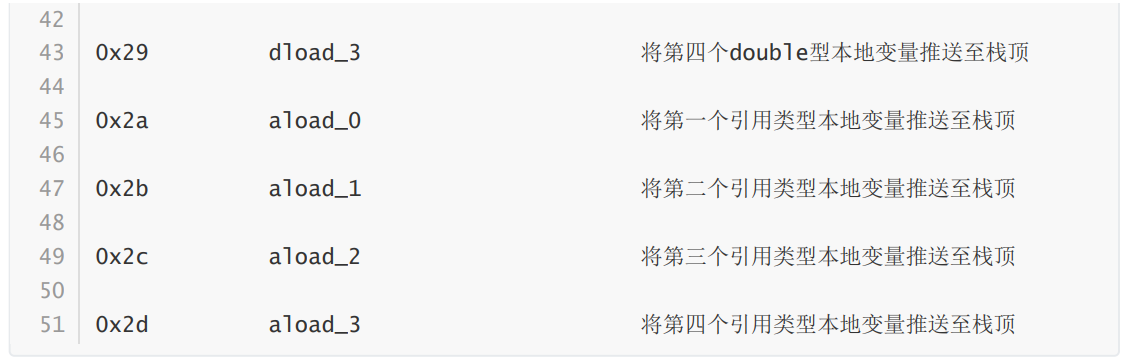 42
43 0x29 dload_3 将第四个double型本地变量推送至栈顶
44
45 0x2a aload_0 将第一个引用类型本地变量推送至栈顶
46
47 0x2b aload_1 将第二个引用类型本地变量推送至栈顶
48
49 0x2c aload_2 将第三个引用类型本地变量推送至栈顶
50
51 0x2d aload_3 将第四个引用类型本地变量推送至栈顶